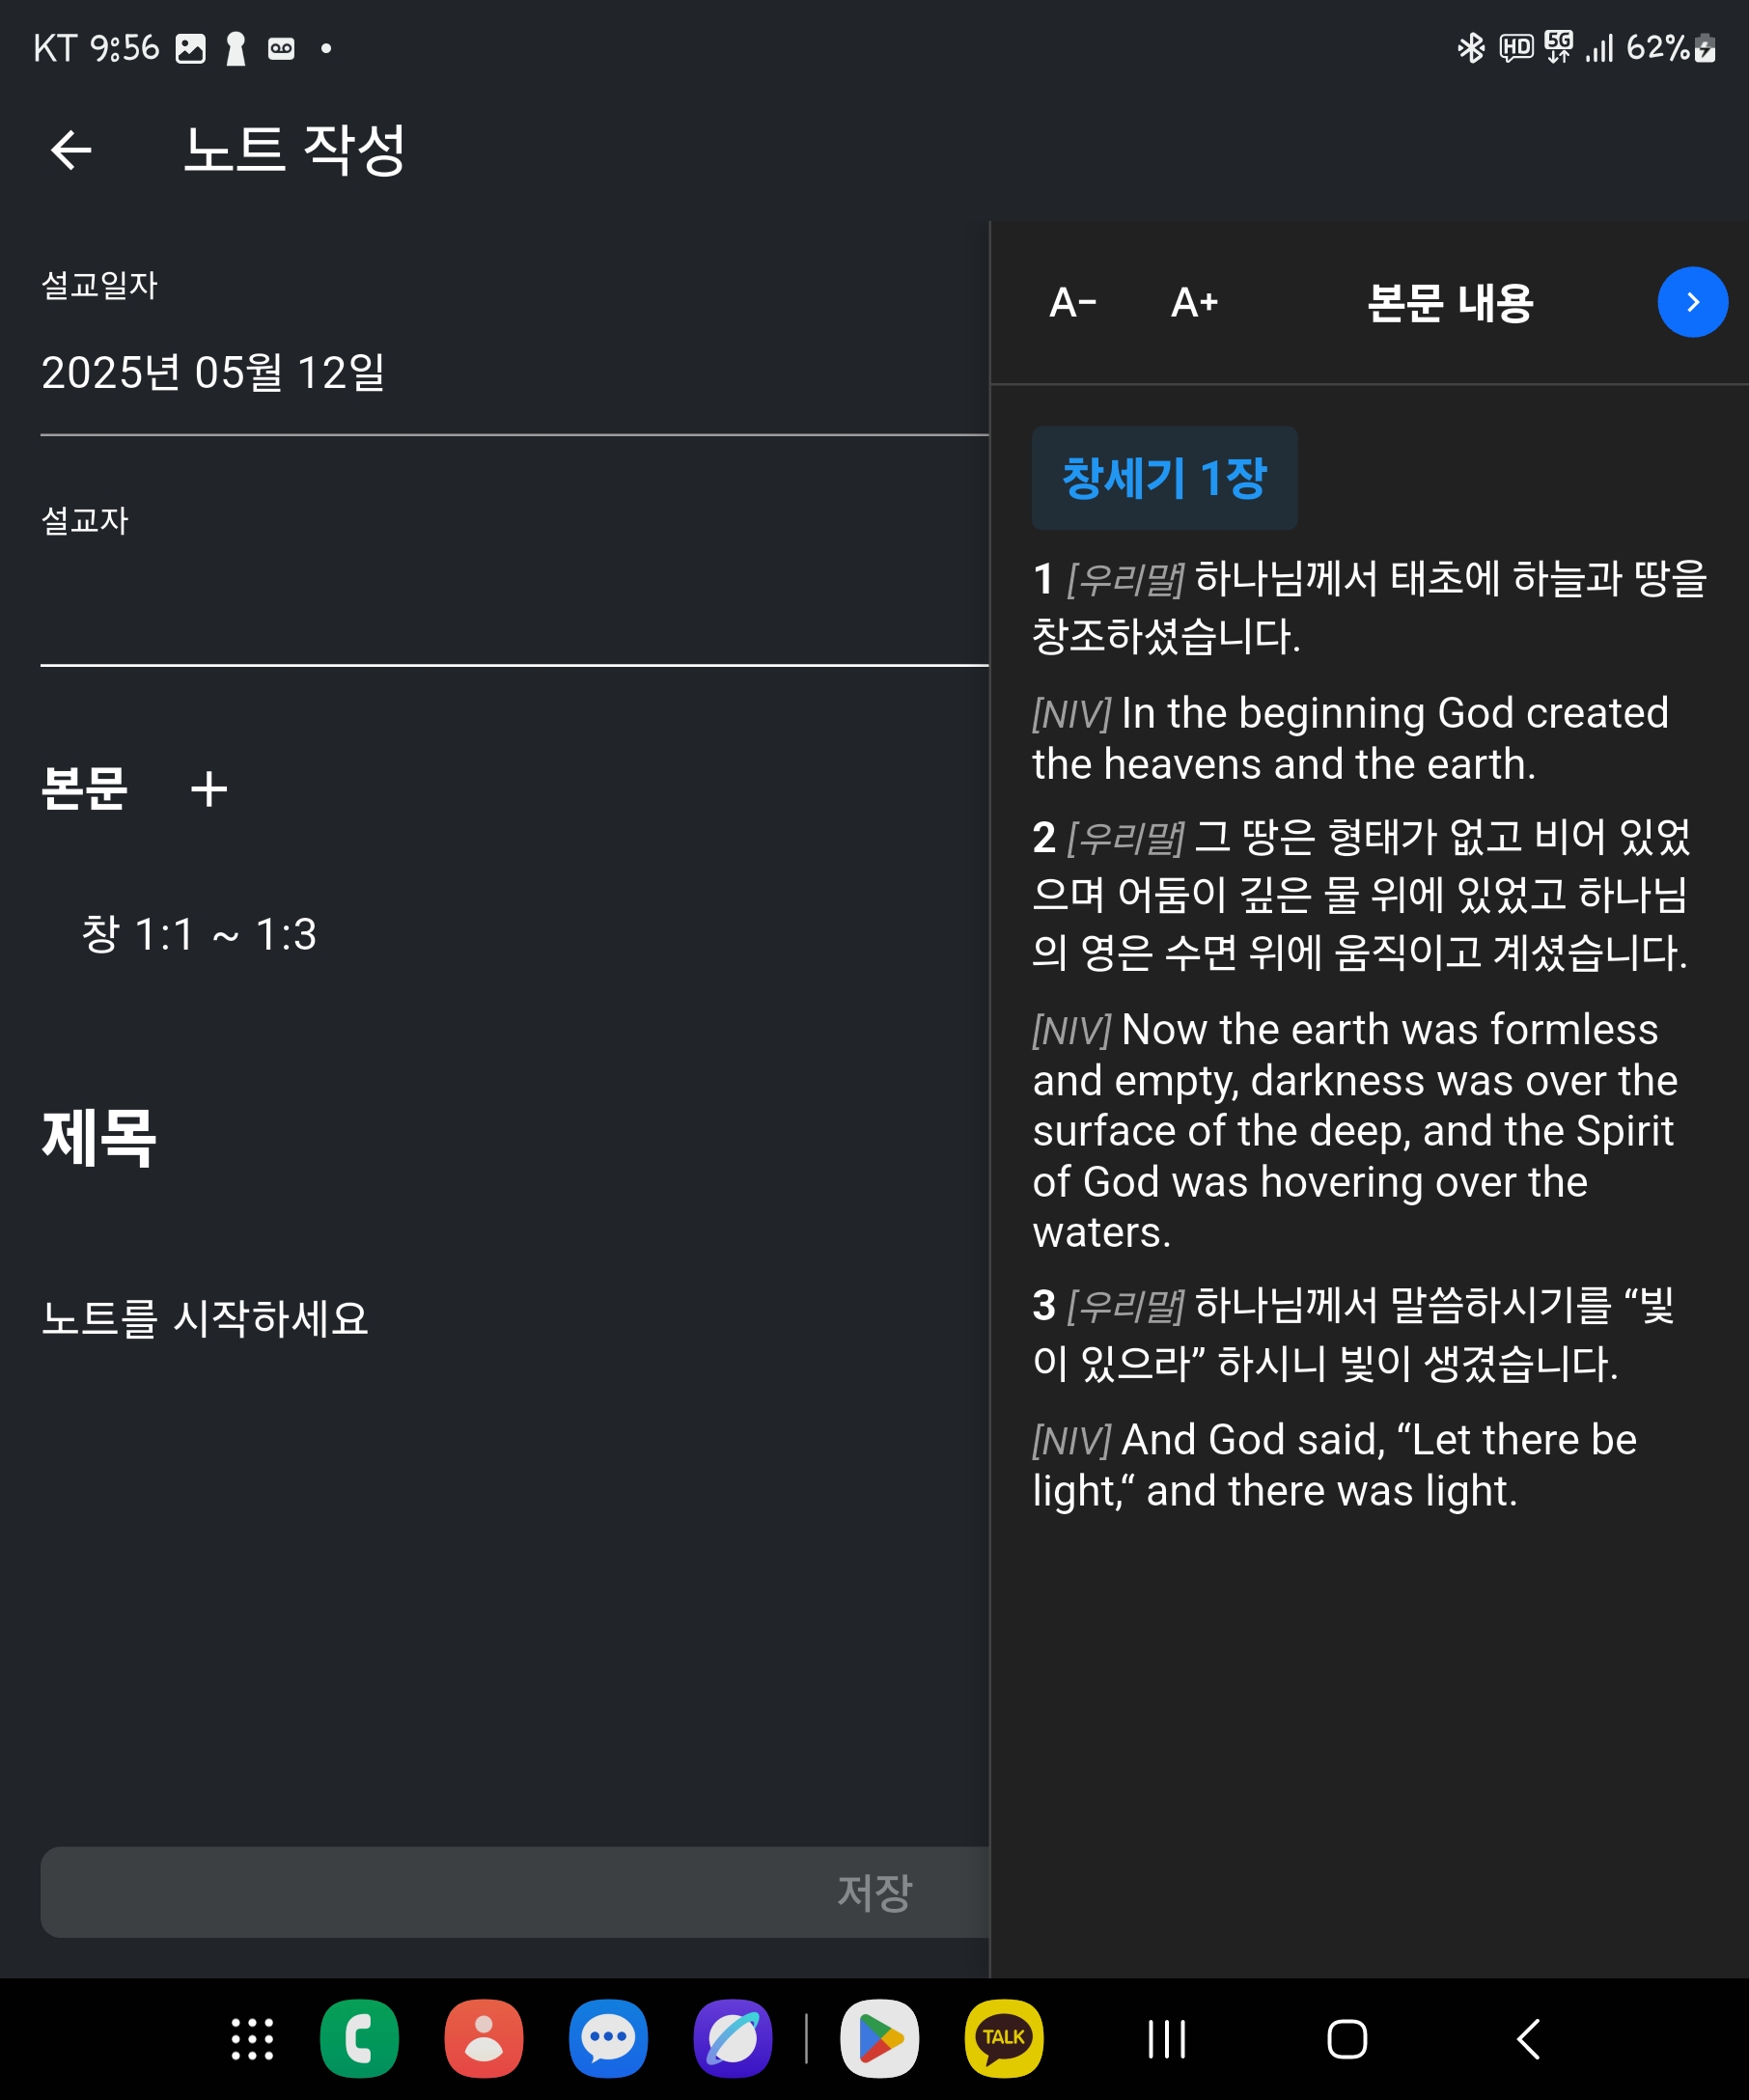 KT 9:56
HD 5G 62%
노트 작성
설교일자
2025년 05월 12일
설교자
본문 +
창 1:1 ~ 1:3
제목
노트를 시작하세요
저장
A- A+ 본문 내용
창세기 1장
1 [우리말] 하나님께서 태초에 하늘과 땅을
창조하셨습니다.
[NIV] In the beginning God created
the heavens and the earth.
2 [우리말] 그 땅은 형태가 없고 비어 있었
으며 어둠이 깊은 물 위에 있었고 하나님
의 영은 수면 위에 움직이고 계셨습니다.
[NIV] Now the earth was formless
and empty, darkness was over the
surface of the deep, and the Spirit
of God was hovering over the
waters.
3 [우리말] 하나님께서 말씀하시기를 “빛
이 있으라” 하시니 빛이 생겼습니다.
[NIV] And God said, “Let there be
light,“ and there was light.
TALK